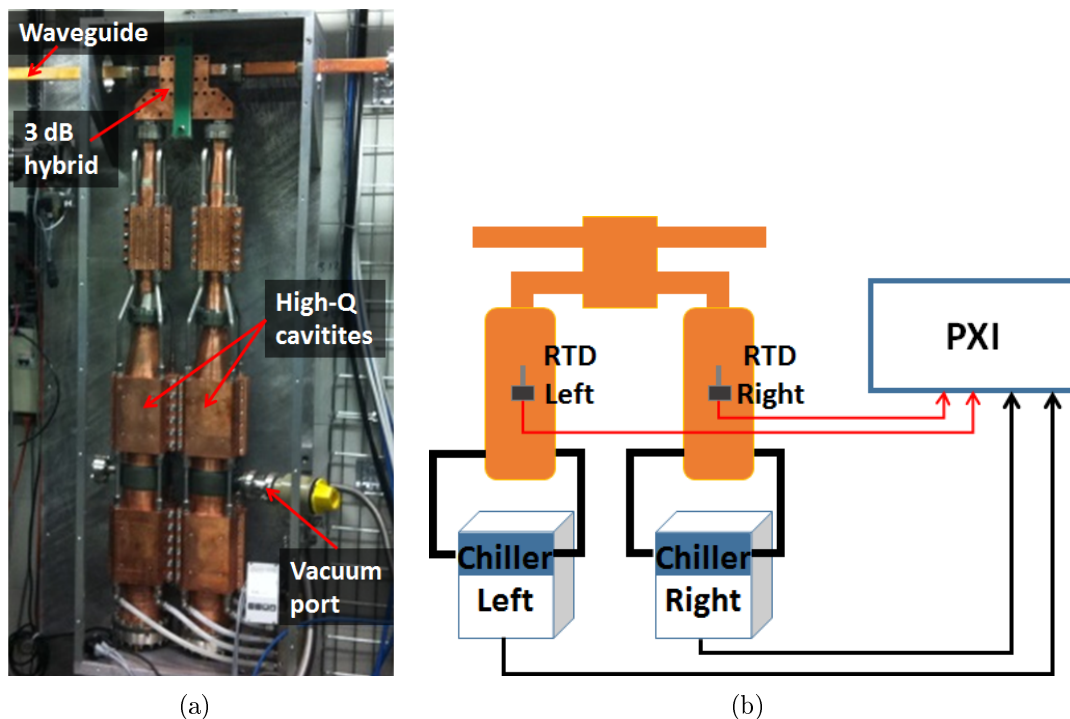 Waveguide
3 dB
hybrid
High-Q
cavitites
Vacuum
port
RTD
Left
RTD
Right
PXI
Chiller
Left
Chiller
Right
(a)
(b)